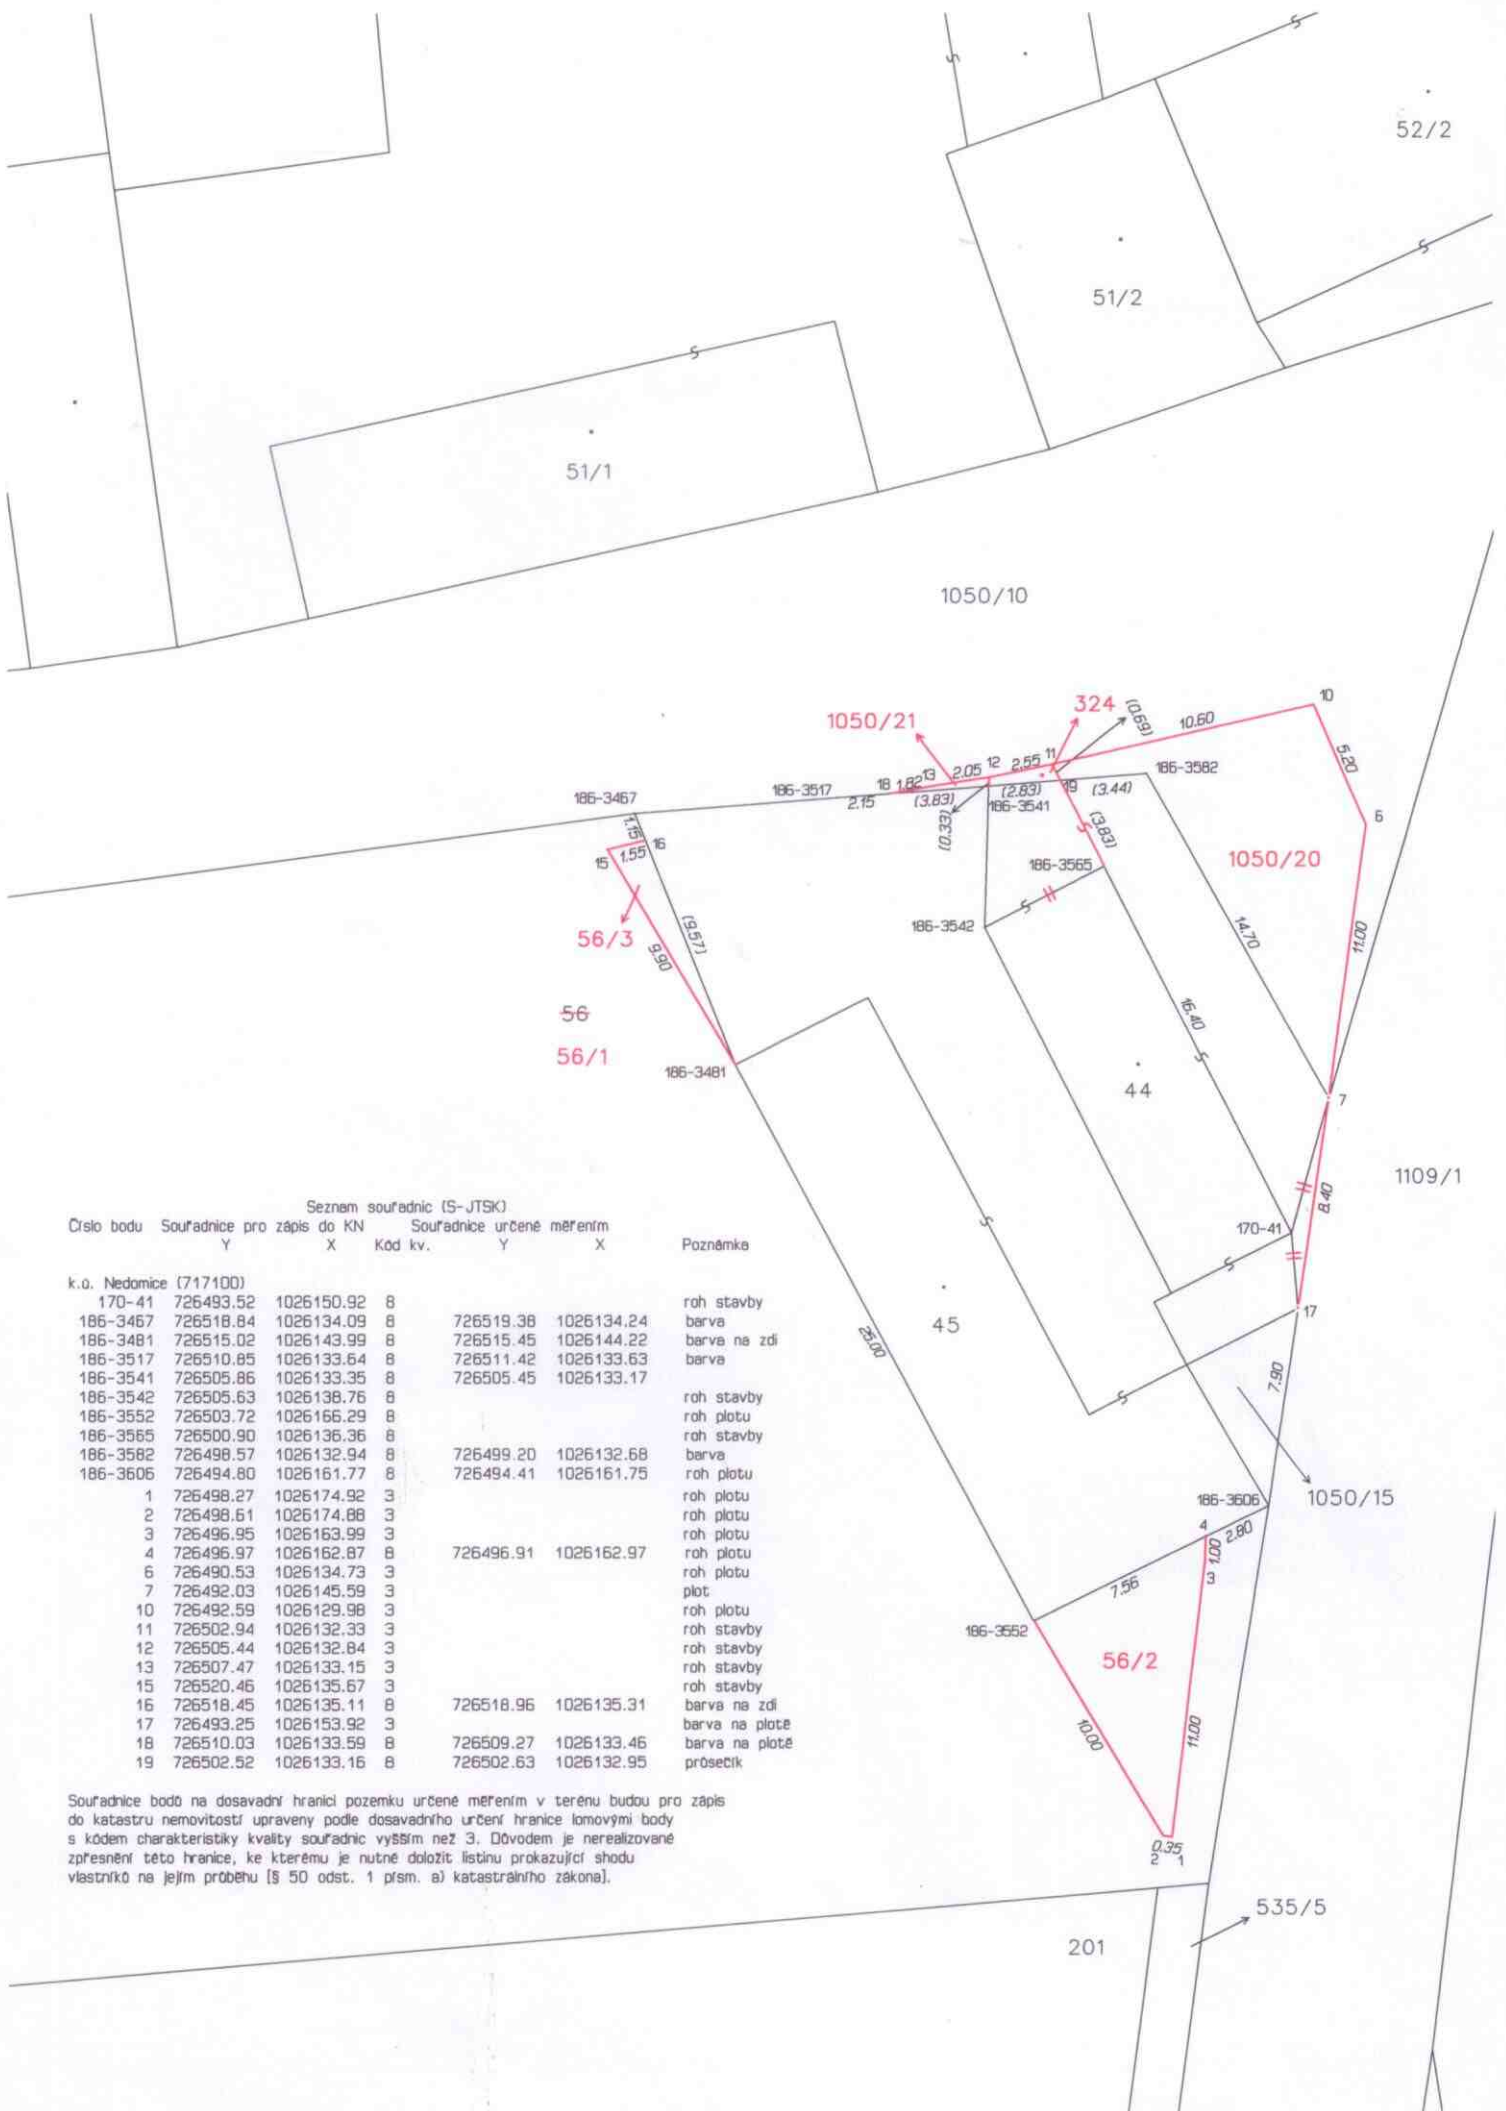 52/2
51/2
51/1
1050/10
10
324
(0.69)
10.60
1050/21
5.20
11
2.55
12
2.05
13
1.82
18
186-3582
186-3517
2.15
(3.83)
(2.83)
19
(3.44)
186-3467
186-3541
6
(0.33)
(3.83)
1.15
16
1.55
15
186-3565
1050/20
186-3542
(9.57)
14.70
11.00
56/3
9.90
56
16.40
56/1
186-3481
44
7
1109/1
8.40
170-41
17
45
25.00
7.90
1050/15
186-3606
4
2.80
1.00
3
7.56
186-3552
56/2
10.00
11.00
0.35
2 1
535/5
201
Seznam souřadnic (S-JTSK)
Číslo bodu Souřadnice pro zápis do KN Souřadnice určené měřením
Y X Kód kv. Y X Poznámka
k.ú. Nedomice (717100)
170-41 726493.52 1026150.92 8 roh stavby
186-3467 726518.84 1026134.09 8 726519.38 1026134.24 barva
186-3481 726515.02 1026143.99 8 726515.45 1026144.22 barva na zdi
186-3517 726510.85 1026133.64 8 726511.42 1026133.63 barva
186-3541 726505.86 1026133.35 8 726505.45 1026133.17
186-3542 726505.63 1026138.76 8 roh stavby
186-3552 726503.72 1026166.29 8 roh plotu
186-3565 726500.90 1026136.36 8 roh stavby
186-3582 726498.57 1026132.94 8 726499.20 1026132.68 barva
186-3606 726494.80 1026161.77 8 726494.41 1026161.75 roh plotu
1 726498.27 1026174.92 3 roh plotu
2 726498.61 1026174.88 3 roh plotu
3 726496.95 1026163.99 3 roh plotu
4 726496.97 1026162.87 8 726496.91 1026162.97 roh plotu
6 726490.53 1026134.73 3 roh plotu
7 726492.03 1026145.59 3 plot
10 726492.59 1026129.98 3 roh plotu
11 726502.94 1026132.33 3 roh stavby
12 726505.44 1026132.84 3 roh stavby
13 726507.47 1026133.15 3 roh stavby
15 726520.46 1026135.67 3 roh stavby
16 726518.45 1026135.11 8 726518.96 1026135.31 barva na zdi
17 726493.25 1026153.92 3 barva na plotě
18 726510.03 1026133.59 8 726509.27 1026133.46 barva na plotě
19 726502.52 1026133.16 8 726502.63 1026132.95 průsečík
Souřadnice bodů na dosavadní hranici pozemku určené měřením v terénu budou pro zápis
do katastru nemovitostí upraveny podle dosavadního určení hranice lomovými body
s kódem charakteristiky kvality souřadnic vyšším než 3. Důvodem je nerealizované
zpřesnění této hranice, ke kterému je nutné doložit listinu prokazující shodu
vlastníků na jejím průběhu [§ 50 odst. 1 písm. a) katastrálního zákona].